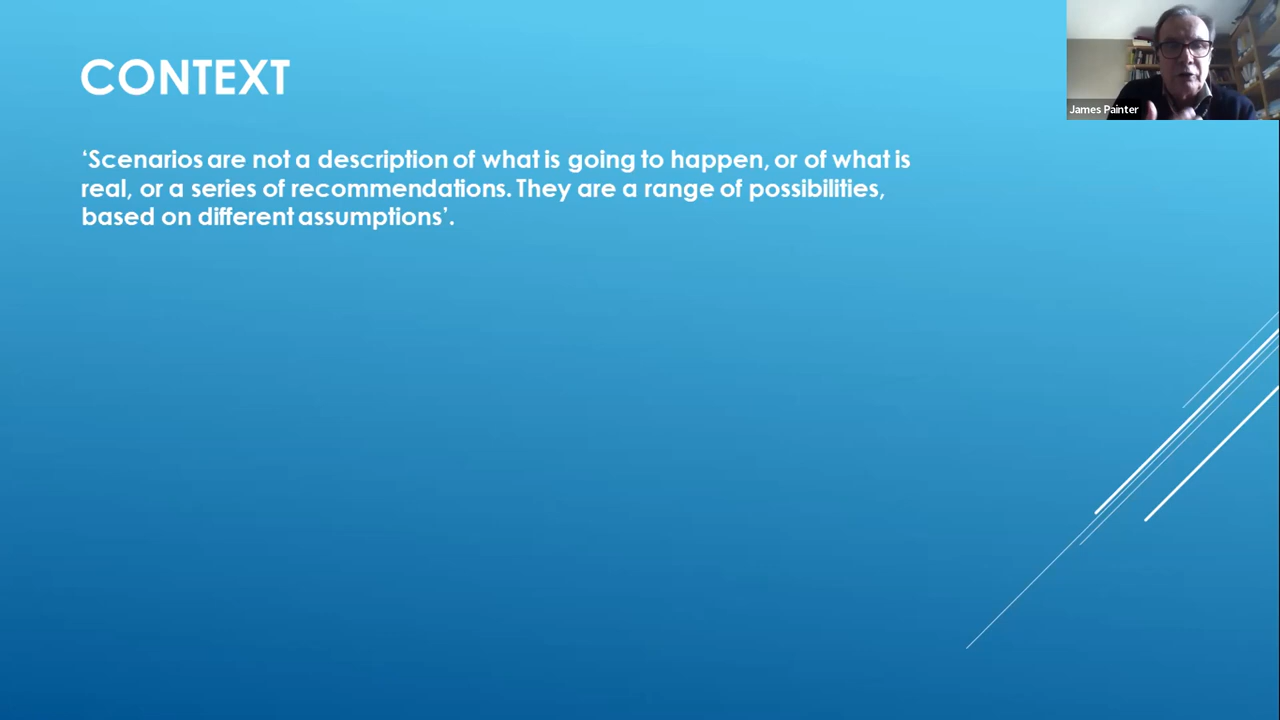 CONTEXT
‘Scenarios are not a description of what is going to happen, or of what is
real, or a series of recommendations. They are a range of possibilities,
based on different assumptions’.
James Painter